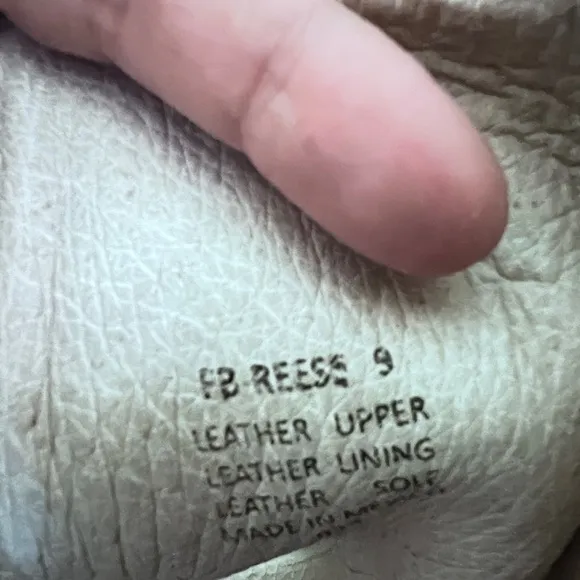 FB-REESE 9
LEATHER UPPER
LEATHER LINING
LEATHER SOLE
MADE IN MEXICO